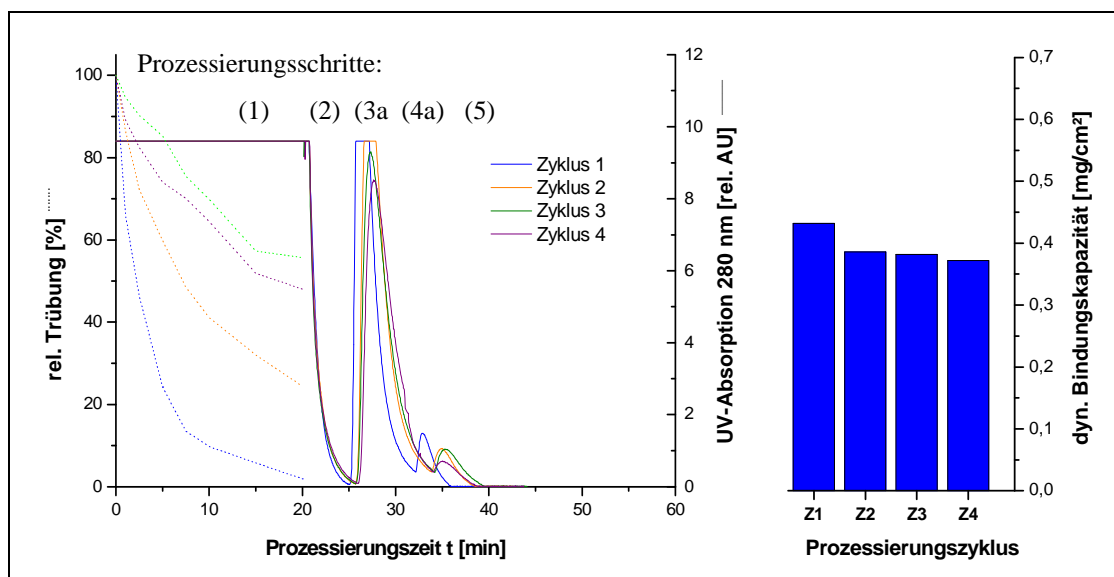 Prozessierungsschritte:
(1) (2) (3a (4a) (5)
100
80
60
40
20
0
rel. Trübung [%] ......
0 10 20 30 40 50 60
Prozessierungszeit t [min]
Zyklus 1
Zyklus 2
Zyklus 3
Zyklus 4
12
10
8
6
4
2
0
UV-Absorption 280 nm [rel. AU]
0,7
0,6
0,5
0,4
0,3
0,2
0,1
0,0
dyn. Bindungskapazität [mg/cm²]
Z1 Z2 Z3 Z4
Prozessierungszyklus